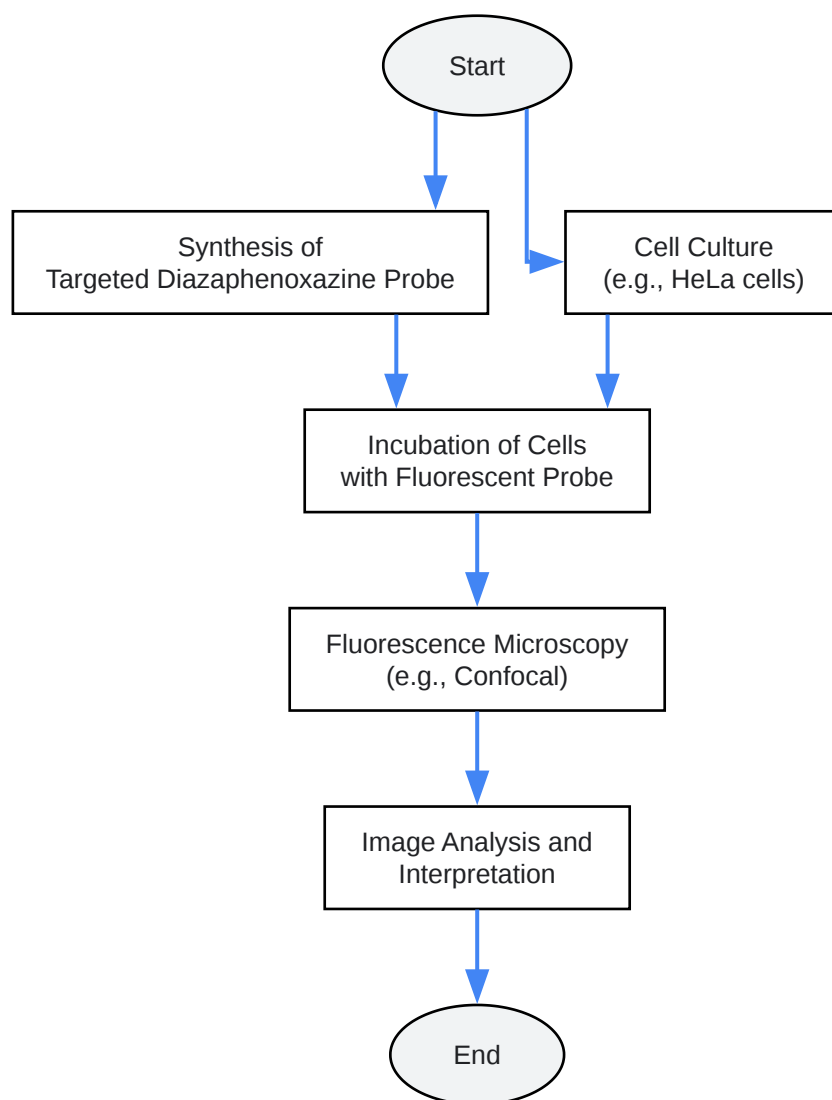 Start
Synthesis of
Targeted Diazaphenoxazine Probe
Cell Culture
(e.g., HeLa cells)
Incubation of Cells
with Fluorescent Probe
Fluorescence Microscopy
(e.g., Confocal)
Image Analysis and
Interpretation
End